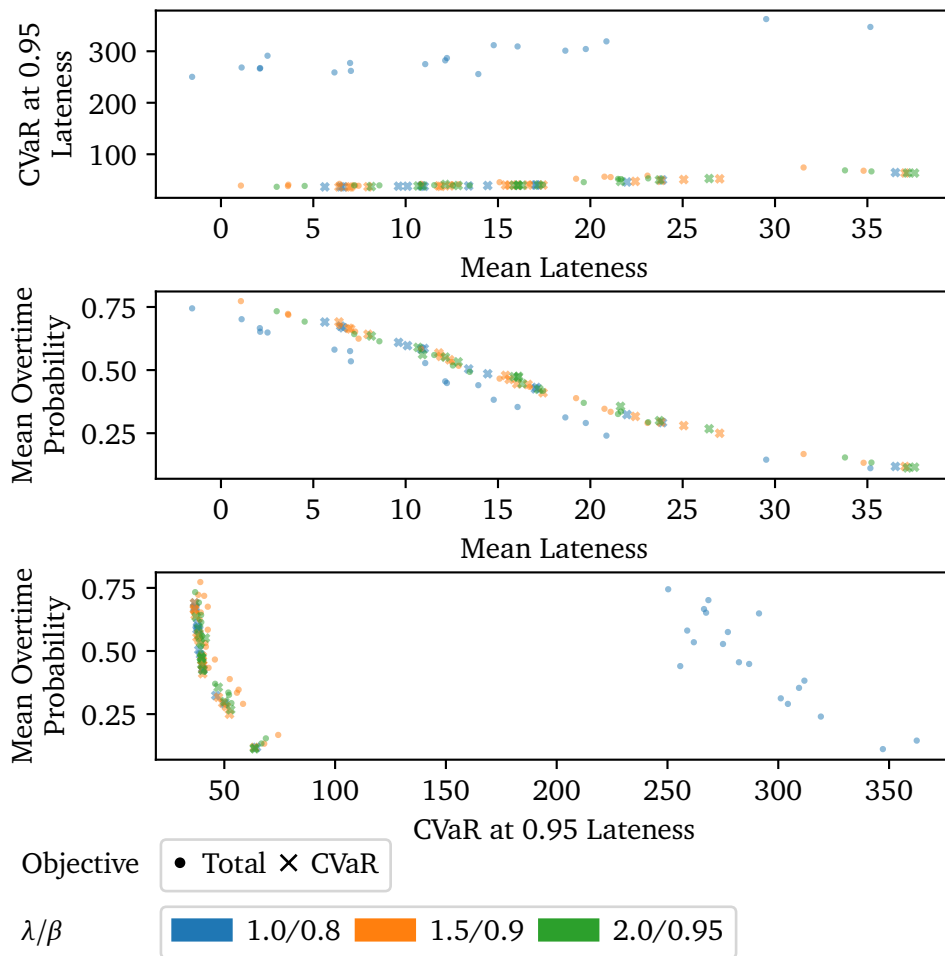 CVaR at 0.95
Lateness
300
200
100
0 5 10 15 20 25 30 35
Mean Lateness
Mean Overtime
Probability
0.75
0.50
0.25
0 5 10 15 20 25 30 35
Mean Lateness
Mean Overtime
Probability
0.75
0.50
0.25
50 100 150 200 250 300 350
CVaR at 0.95 Lateness
Objective Total CVaR
λ/β 1.0/0.8 1.5/0.9 2.0/0.95